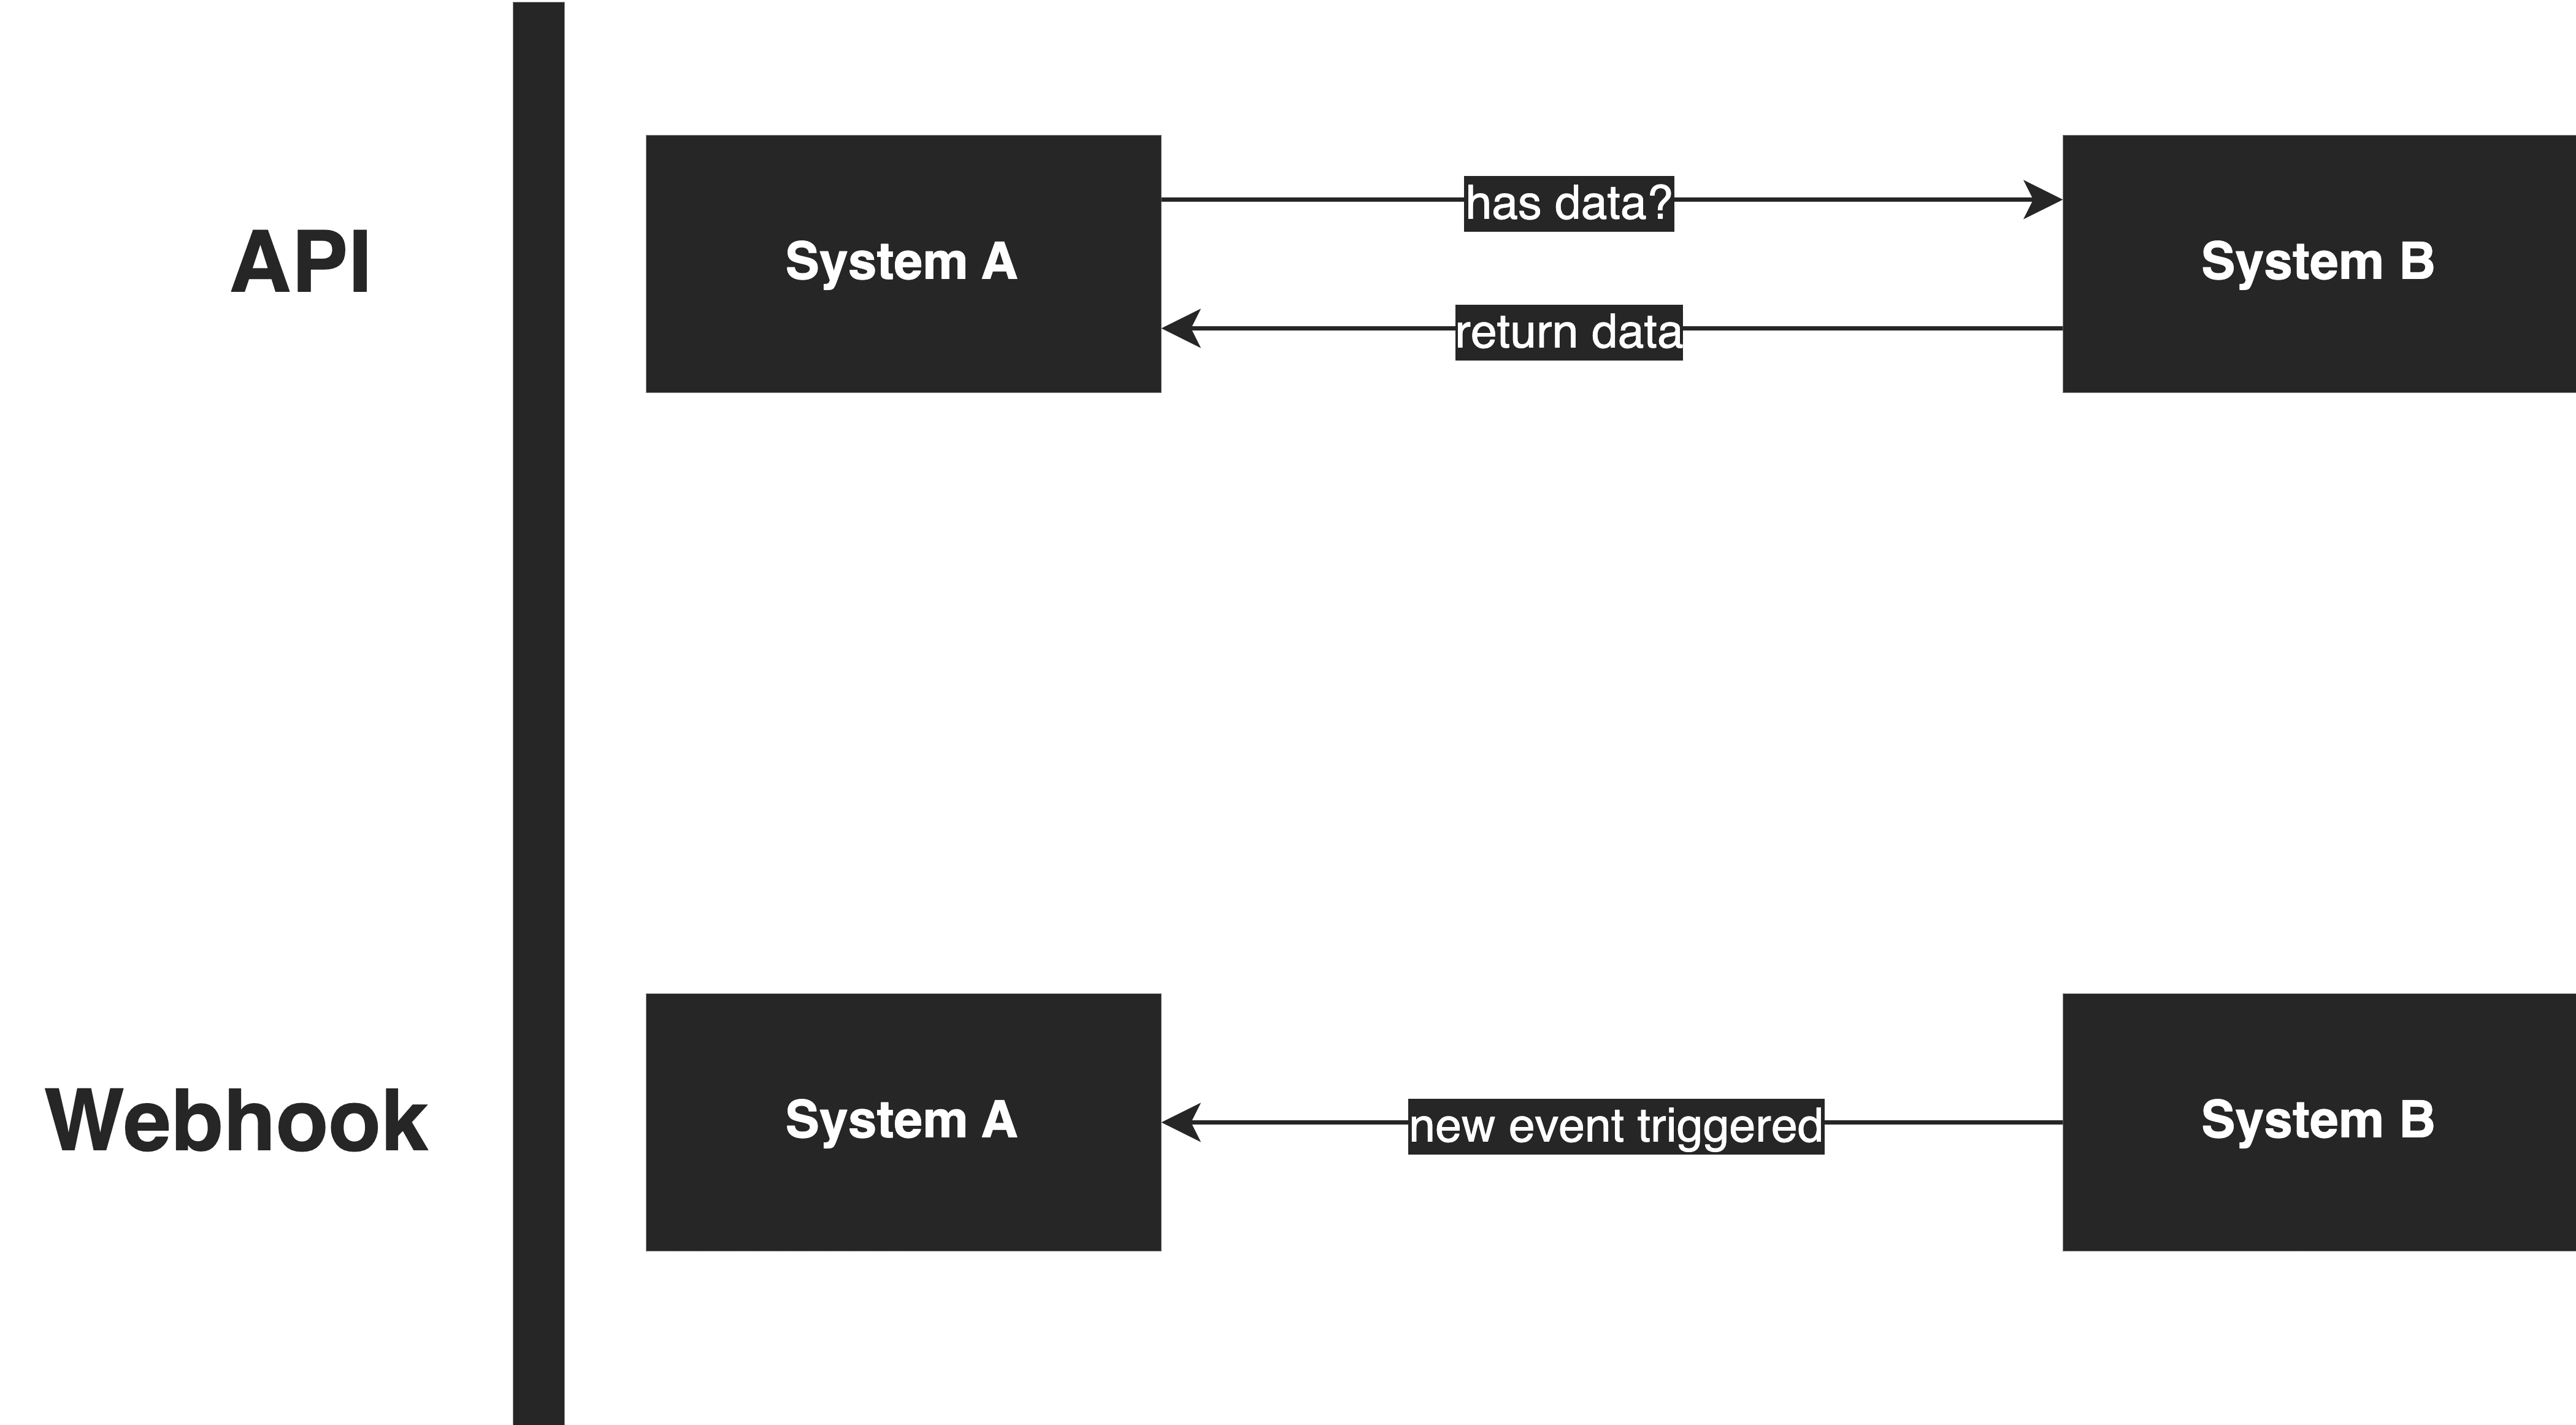 API
System A
has data?
return data
System B
Webhook
System A
new event triggered
System B